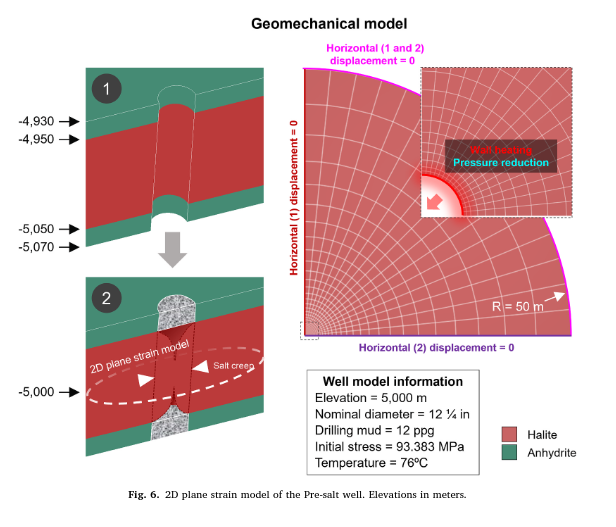 Geomechanical model
1
-4,930
-4,950
-5,050
-5,070
2
2D plane strain model
Salt creep
-5,000
Horizontal (1 and 2)
displacement = 0
Horizontal (1) displacement = 0
Well heating
Pressure reduction
R = 50 m
Horizontal (2) displacement = 0
Well model information
Elevation = 5,000 m
Nominal diameter = 12 ¼ in
Drilling mud = 12 ppg
Initial stress = 93.383 MPa
Temperature = 76ºC
Halite
Anhydrite
Fig. 6. 2D plane strain model of the Pre-salt well. Elevations in meters.